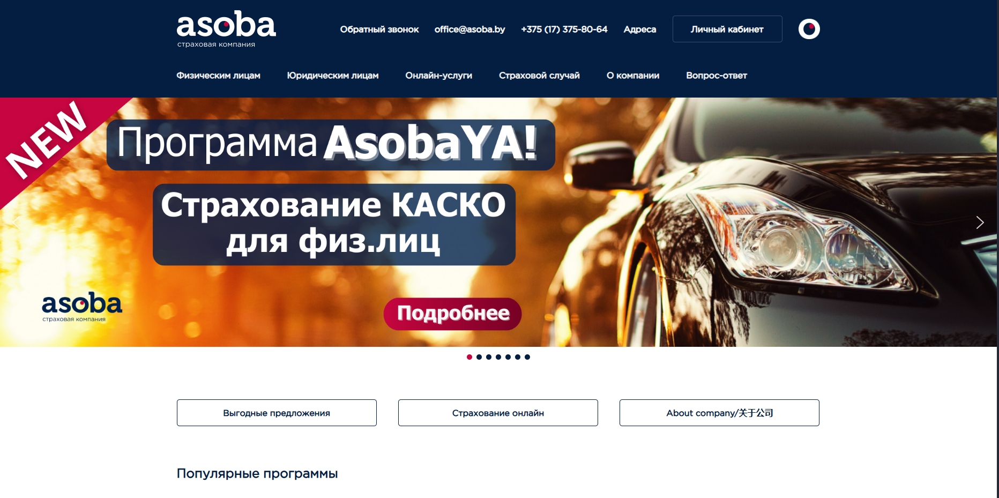 asoba
страховая компания
Обратный звонок office@asoba.by +375 (17) 375-80-64 Адреса Личный кабинет
Физическим лицам Юридическим лицам Онлайн-услуги Страховой случай О компании Вопрос-ответ
NEW
Программа AsobaYA!
Страхование КАСКО
для физ.лиц
asoba
страховая компания
Подробнее
Выгодные предложения Страхование онлайн About company/关于公司
Популярные программы